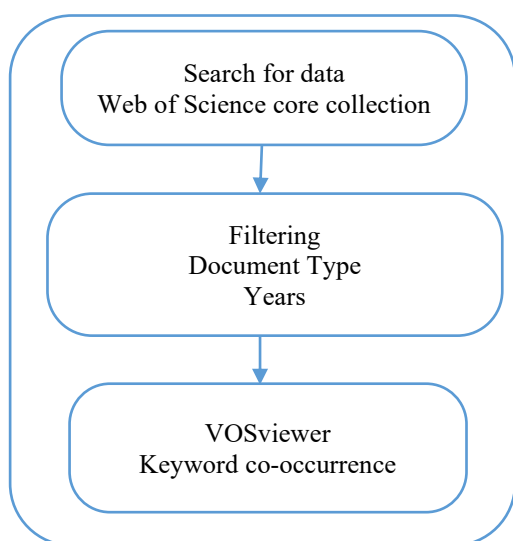 Search for data
Web of Science core collection
Filtering
Document Type
Years
VOSviewer
Keyword co-occurrence